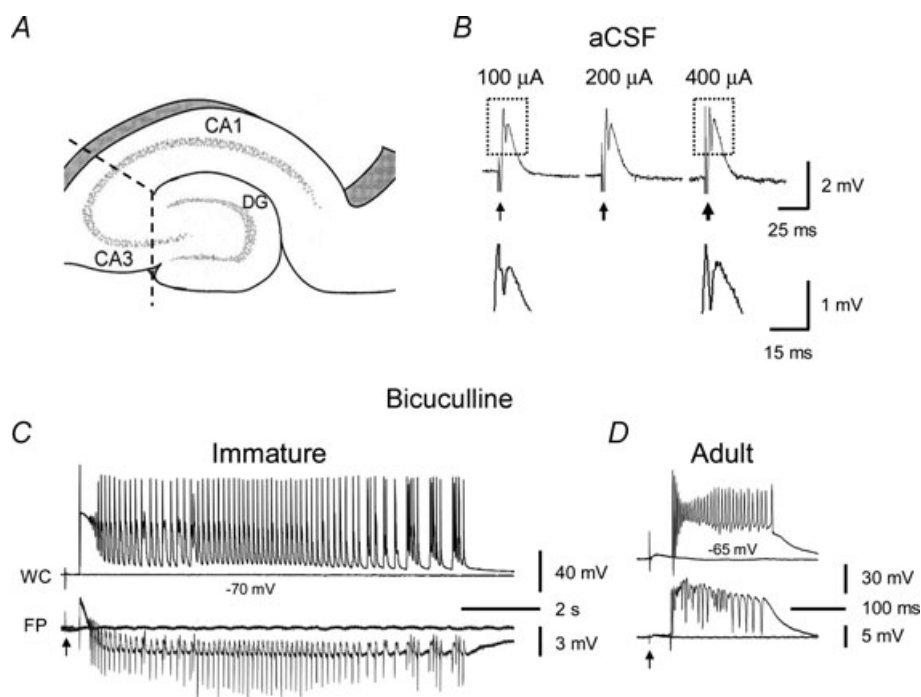 A
CA1
DG
CA3
B
aCSF
100 µA 200 µA 400 µA
2 mV
25 ms
1 mV
15 ms
Bicuculline
C
Immature
WC
-70 mV
40 mV
2 s
FP
3 mV
D
Adult
-65 mV
30 mV
100 ms
5 mV